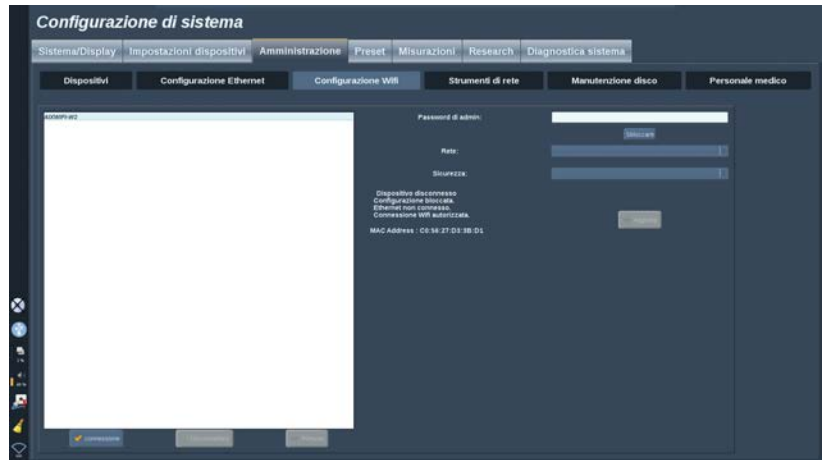 Configurazione di sistema
Sistema/Display Impostazioni dispositivi Amministrazione Preset Misurazioni Research Diagnostica sistema
Dispositivi Configurazione Ethernet Configurazione Wifi Strumenti di rete Manutenzione disco Personale medico
Password di admin:
Sbloccare
Rete:
Sicurezza:
Dispositivo disconnesso
Configurazione bloccata.
Ethernet non connesso.
Connessione Wifi autorizzata.
MAC Address : C0:56:27:D3:3B:D1
connessione